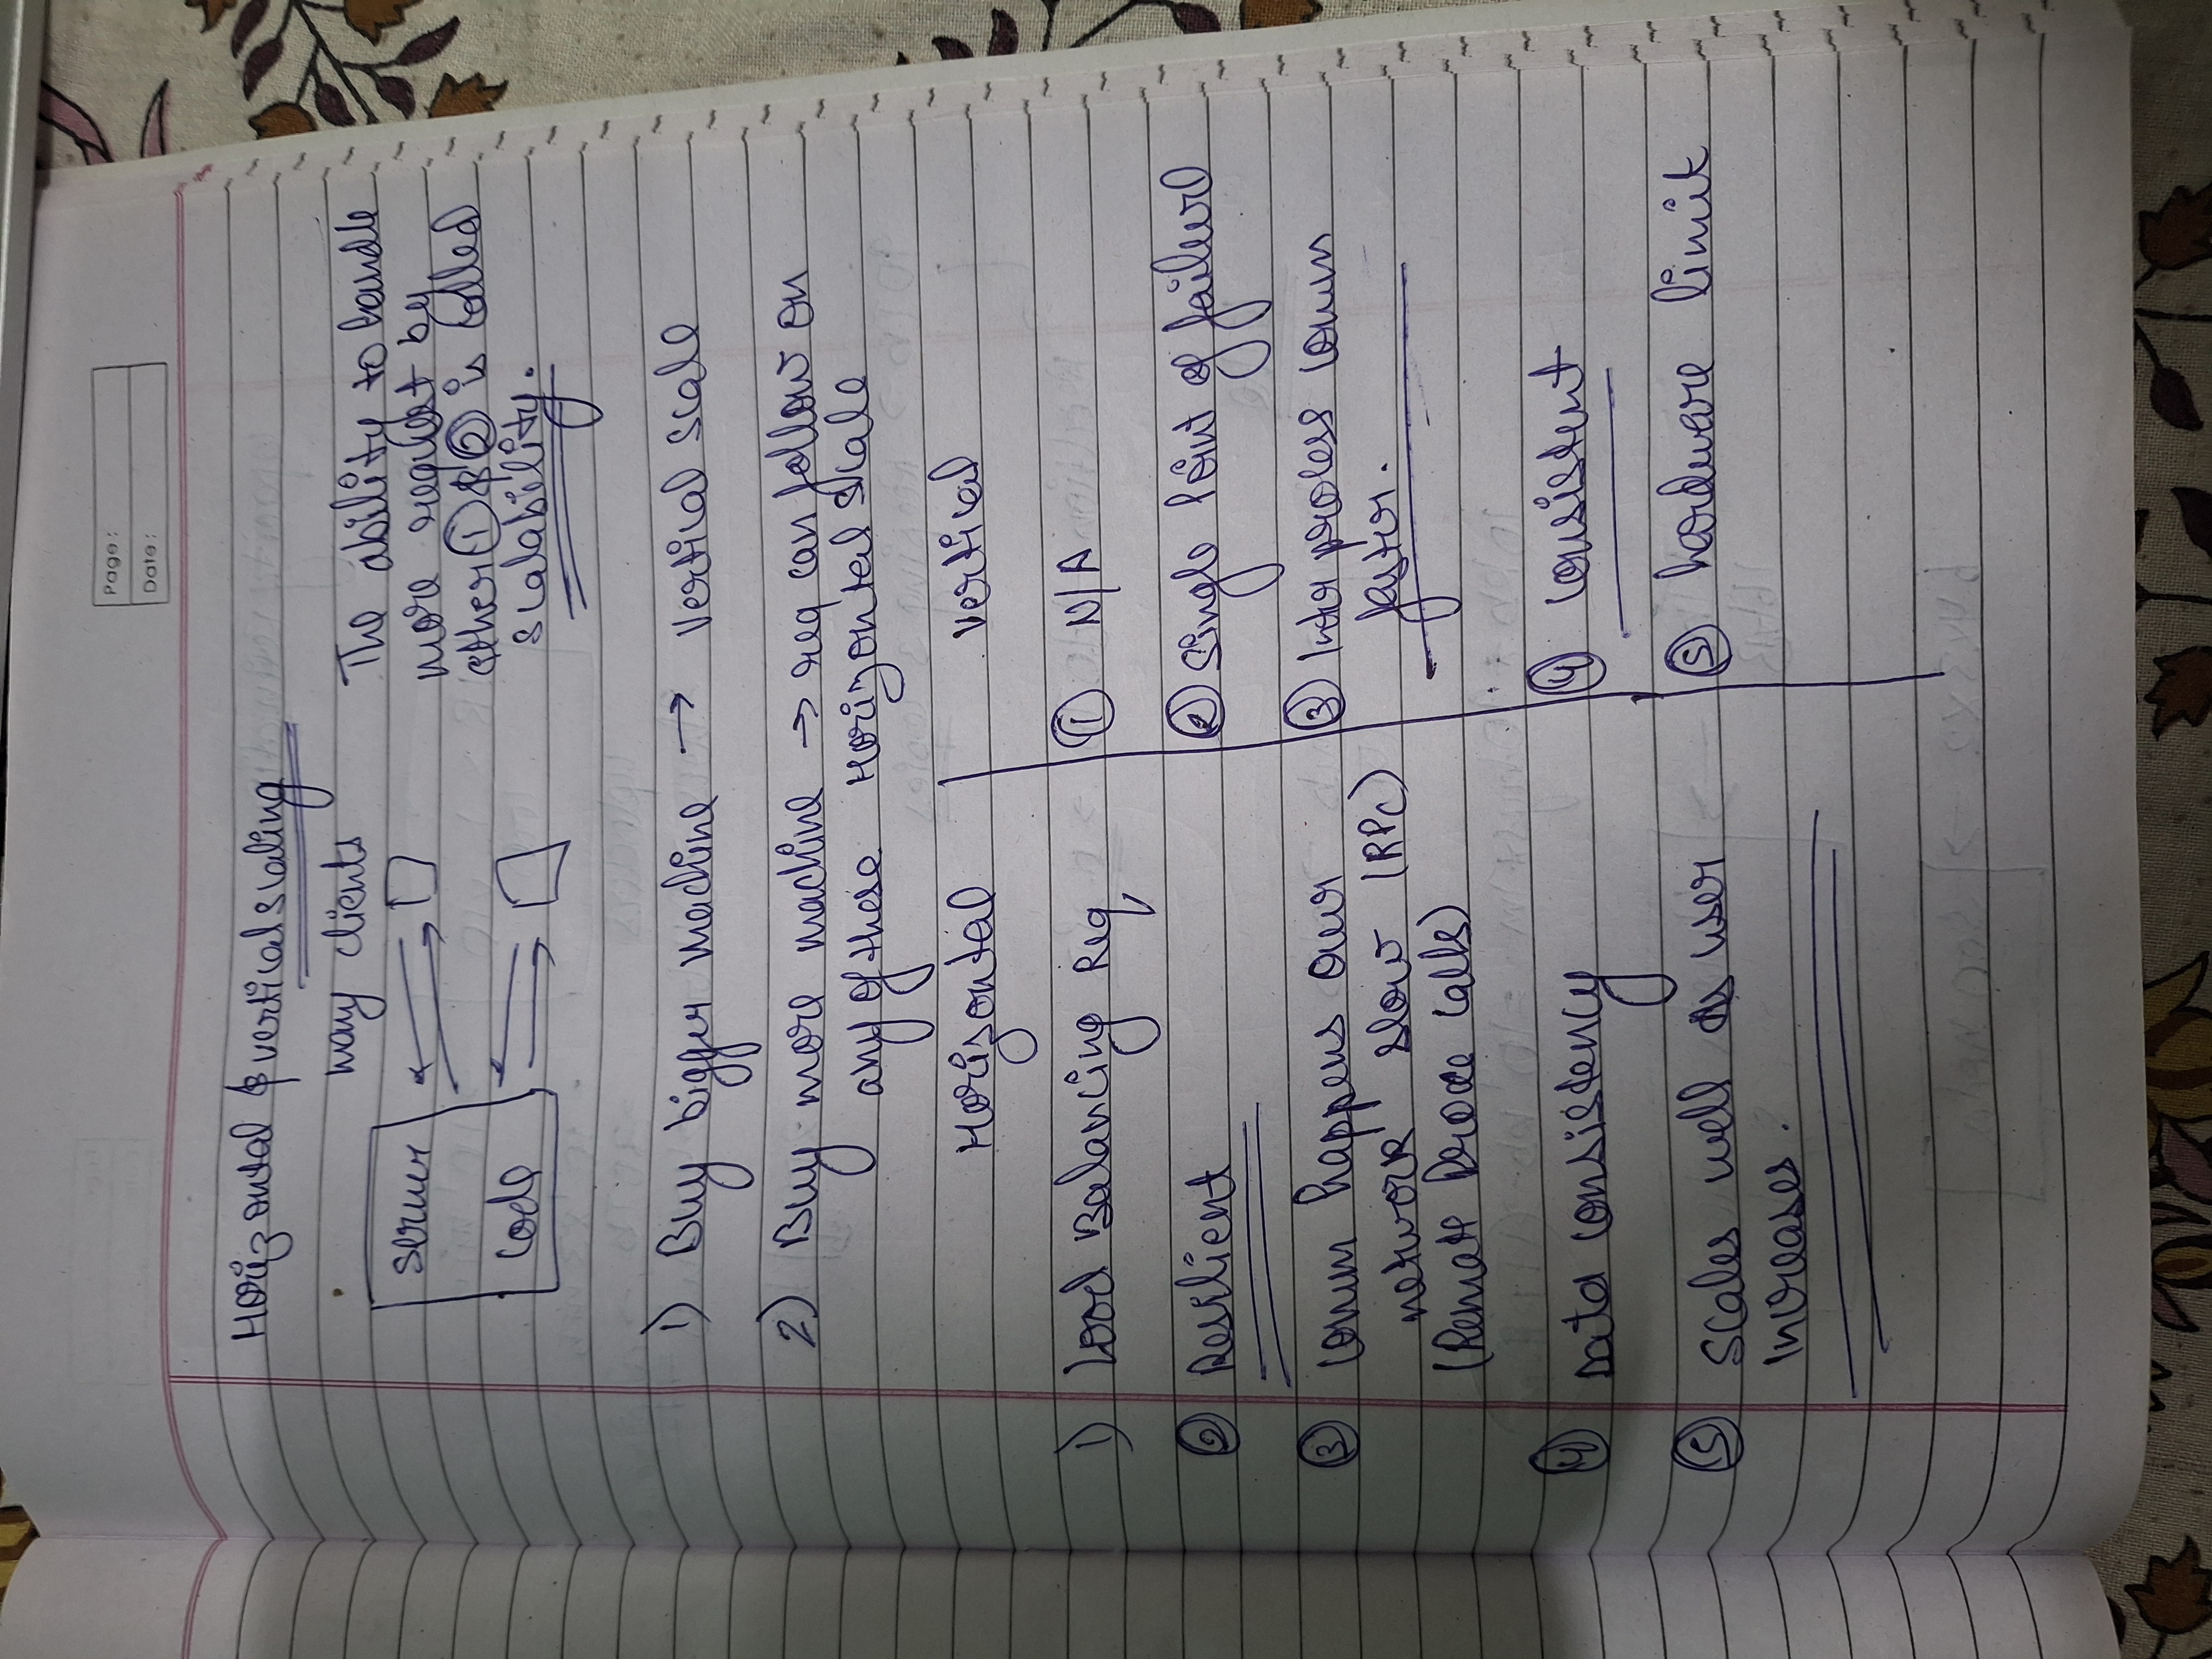 Page :
Date :
Horizontal & vertical scaling
many clients
server
code
The ability to handle
more request by
other ① & ② is called
scalability.
1) Buy bigger machine → vertical scale
2) Buy more machine → req can follow on
any of these Horizontal scale
Horizontal
vertical
1) Load Balancing Req
① N/A
② Resilient
② Single Point of failure
③ comm happens over
network slow (RPC)
(Remote Proce Calls)
③ Inter process comm
faster.
④ Data consistency
④ consistent
⑤ scales well as user
increases.
⑤ hardware limit